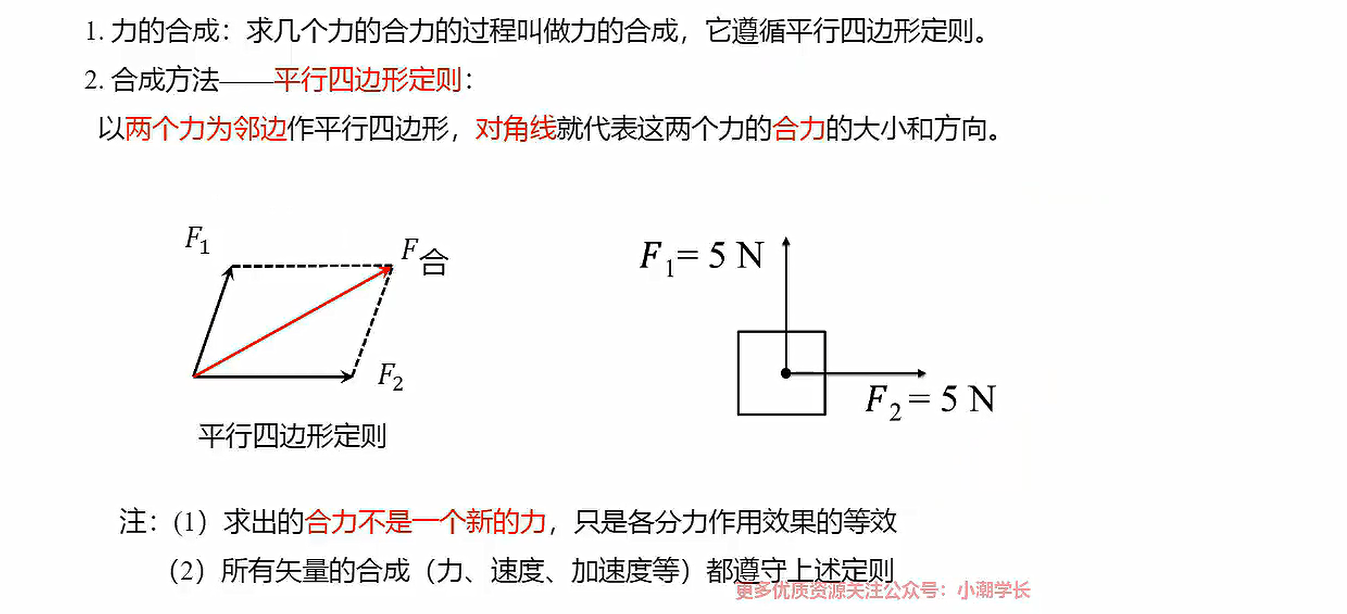 1. 力的合成：求几个力的合力的过程叫做力的合成，它遵循平行四边形定则。
2. 合成方法——平行四边形定则：
以两个力为邻边作平行四边形，对角线就代表这两个力的合力的大小和方向。
F₁
F合
F₂
平行四边形定则
F₁= 5 N
F₂= 5 N
注：(1）求出的合力不是一个新的力，只是各分力作用效果的等效
（2）所有矢量的合成（力、速度、加速度等）都遵守上述定则
更多优质资源关注公众号：小潮学长